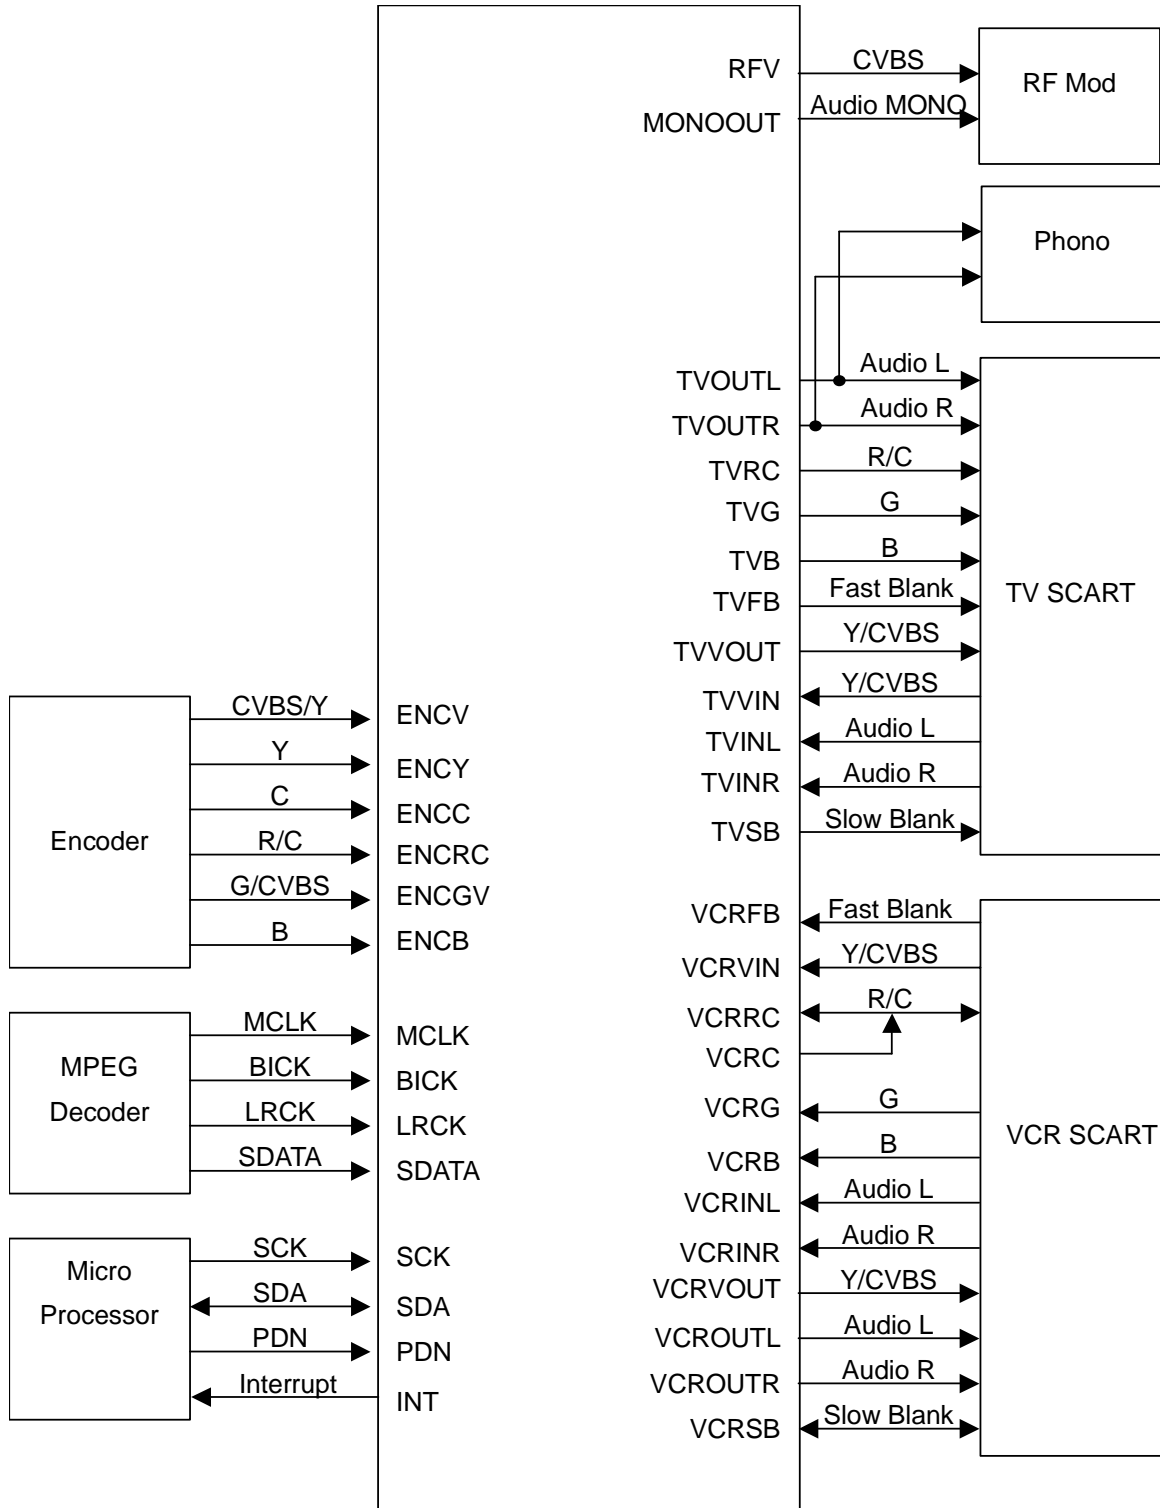 RFV CVBS RF Mod
MONOOUT Audio MONO
Phono
TVOUTL Audio L
TVOUTR Audio R
TVRC R/C
TVG G
TVB B
TVFB Fast Blank
TVVOUT Y/CVBS
TVVIN Y/CVBS
TVINL Audio L
TVINR Audio R
TVSB Slow Blank
TV SCART
Encoder
CVBS/Y ENCV
Y ENCY
C ENCC
R/C ENCRC
G/CVBS ENCGV
B ENCB
MPEG
Decoder
MCLK MCLK
BICK BICK
LRCK LRCK
SDATA SDATA
Micro
Processor
SCK SCK
SDA SDA
PDN PDN
Interrupt INT
VCRFB Fast Blank
VCRVIN Y/CVBS
VCRRC R/C
VCRC
VCRG G
VCRB B
VCRINL Audio L
VCRINR Audio R
VCRVOUT Y/CVBS
VCROUTL Audio L
VCROUTR Audio R
VCRSB Slow Blank
VCR SCART